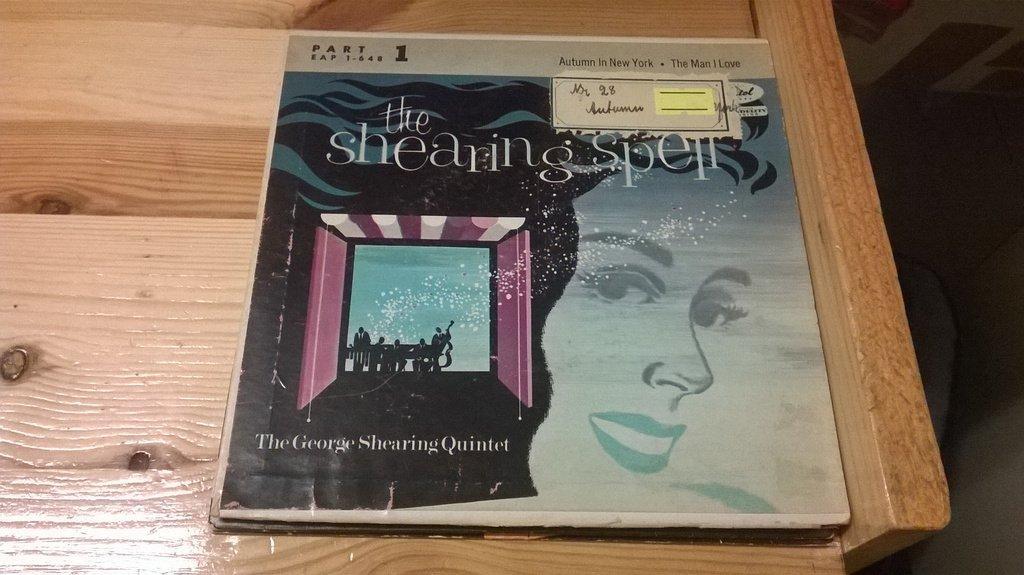 PART 1
EAP 1-648
Autumn In New York • The Man I Love
Nr 28
Autumn York
the
shearing spell
The George Shearing Quintet